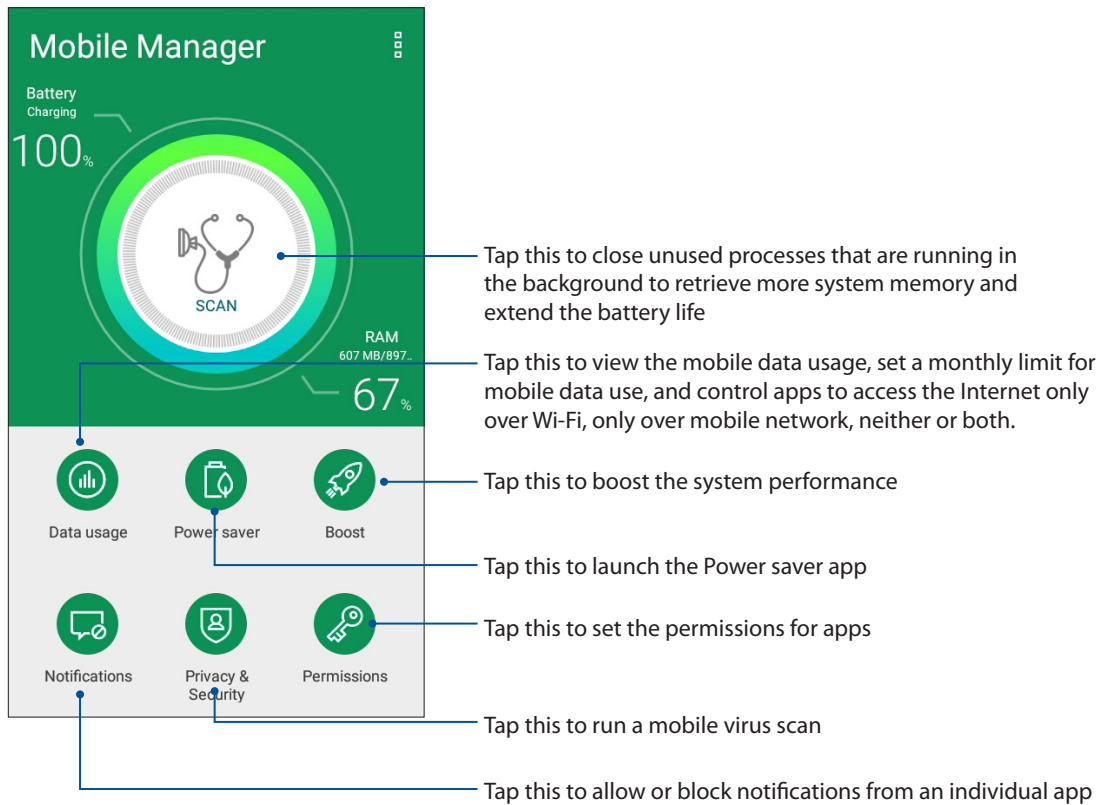 Mobile Manager
Battery
Charging
100%
SCAN
RAM
607 MB/897..
67%
Tap this to close unused processes that are running in
the background to retrieve more system memory and
extend the battery life
Tap this to view the mobile data usage, set a monthly limit for
mobile data use, and control apps to access the Internet only
over Wi-Fi, only over mobile network, neither or both.
Data usage
Power saver
Boost
Tap this to boost the system performance
Tap this to launch the Power saver app
Notifications
Privacy &
Security
Permissions
Tap this to set the permissions for apps
Tap this to run a mobile virus scan
Tap this to allow or block notifications from an individual app